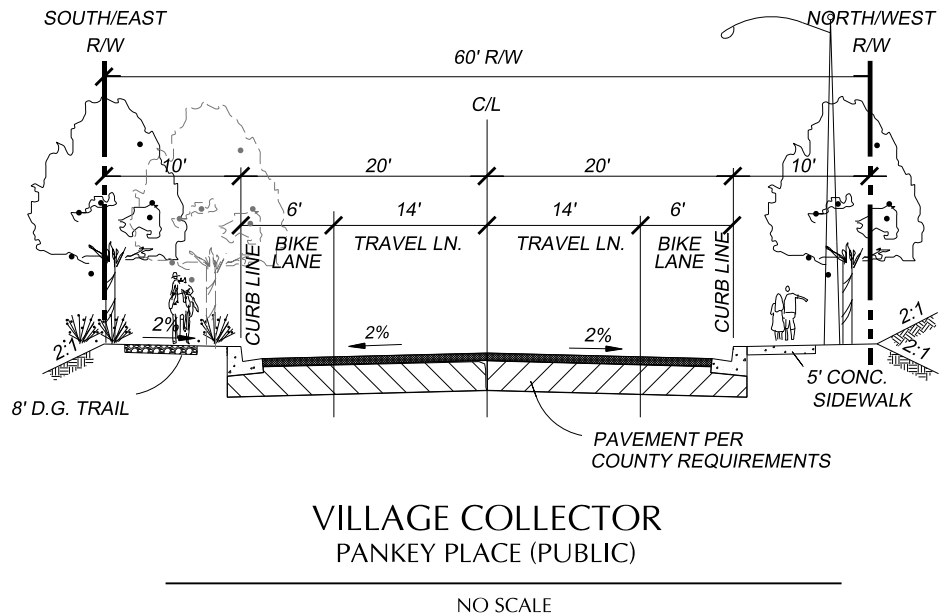 SOUTH/EAST
R/W
NORTH/WEST
R/W
60' R/W
C/L
10'
20'
20'
10'
6'
14'
14'
6'
BIKE
LANE
TRAVEL LN.
TRAVEL LN.
BIKE
LANE
CURB LINE
CURB LINE
2%
2%
2%
2:1
2:1
2:1
8' D.G. TRAIL
5' CONC.
SIDEWALK
PAVEMENT PER
COUNTY REQUIREMENTS
VILLAGE COLLECTOR
PANKEY PLACE (PUBLIC)
NO SCALE